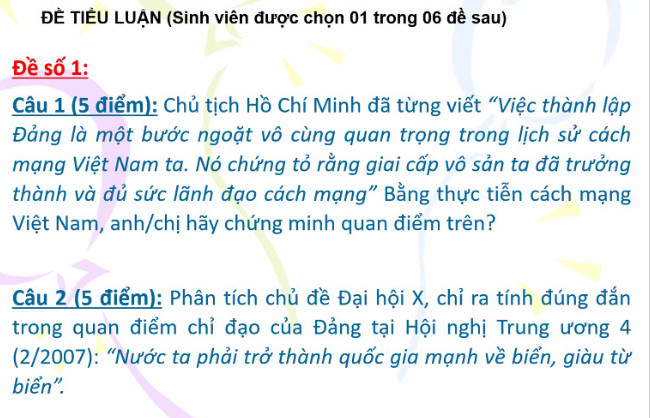 ĐỀ TIỂU LUẬN (Sinh viên được chọn 01 trong 06 đề sau)
Đề số 1:
Câu 1 (5 điểm): Chủ tịch Hồ Chí Minh đã từng viết “Việc thành lập
Đảng là một bước ngoặt vô cùng quan trọng trong lịch sử cách
mạng Việt Nam ta. Nó chứng tỏ rằng giai cấp vô sản ta đã trưởng
thành và đủ sức lãnh đạo cách mạng” Bằng thực tiễn cách mạng
Việt Nam, anh/chị hãy chứng minh quan điểm trên?
Câu 2 (5 điểm): Phân tích chủ đề Đại hội X, chỉ ra tính đúng đắn
trong quan điểm chỉ đạo của Đảng tại Hội nghị Trung ương 4
(2/2007): “Nước ta phải trở thành quốc gia mạnh về biển, giàu từ
biển”.